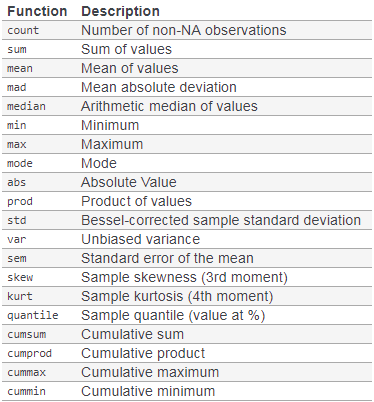 Function Description
count Number of non-NA observations
sum Sum of values
mean Mean of values
mad Mean absolute deviation
median Arithmetic median of values
min Minimum
max Maximum
mode Mode
abs Absolute Value
prod Product of values
std Bessel-corrected sample standard deviation
var Unbiased variance
sem Standard error of the mean
skew Sample skewness (3rd moment)
kurt Sample kurtosis (4th moment)
quantile Sample quantile (value at %)
cumsum Cumulative sum
cumprod Cumulative product
cummax Cumulative maximum
cummin Cumulative minimum